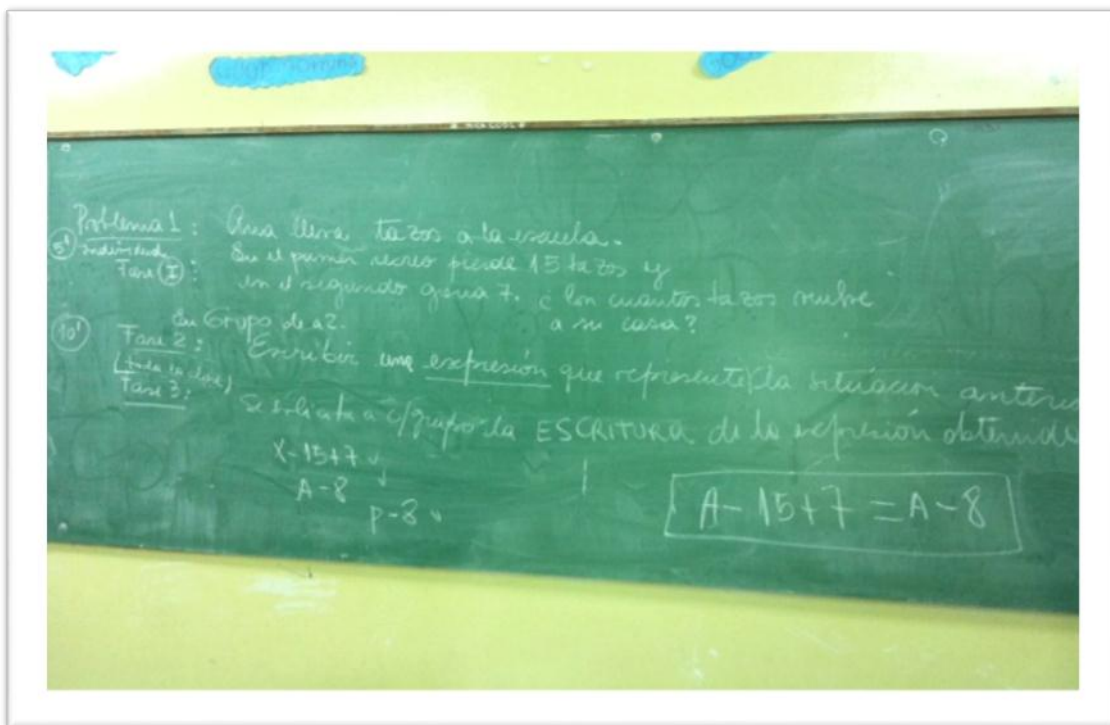 Problema 1: Ana lleva tazos a la escuela.
5' individual En el primer recreo pierde 15 tazos y
Fase I: en el segundo gana 7. ¿Con cuántos tazos vuelve
a su casa?
10' En Grupo de a 2.
Fase 2: Escribir una expresión que represente la situación anterior
(toda la clase)
Fase 3: Se solicita a c/grupo la ESCRITURA de la expresión obtenida
X-15+7 ✓
A-8 ✓
P-8 ✓
A-15+7=A-8